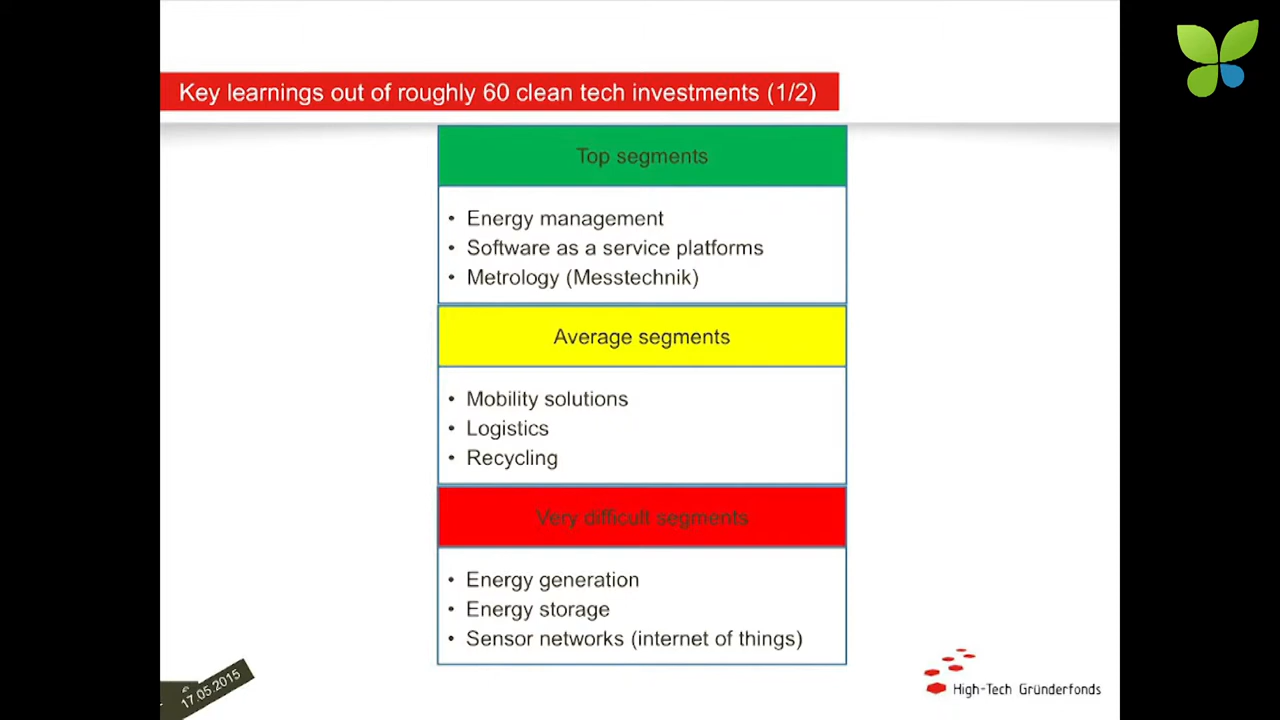 Key learnings out of roughly 60 clean tech investments (1/2)
Top segments
• Energy management
• Software as a service platforms
• Metrology (Messtechnik)
Average segments
• Mobility solutions
• Logistics
• Recycling
Very difficult segments
• Energy generation
• Energy storage
• Sensor networks (internet of things)
17.05.2015
High-Tech Gründerfonds